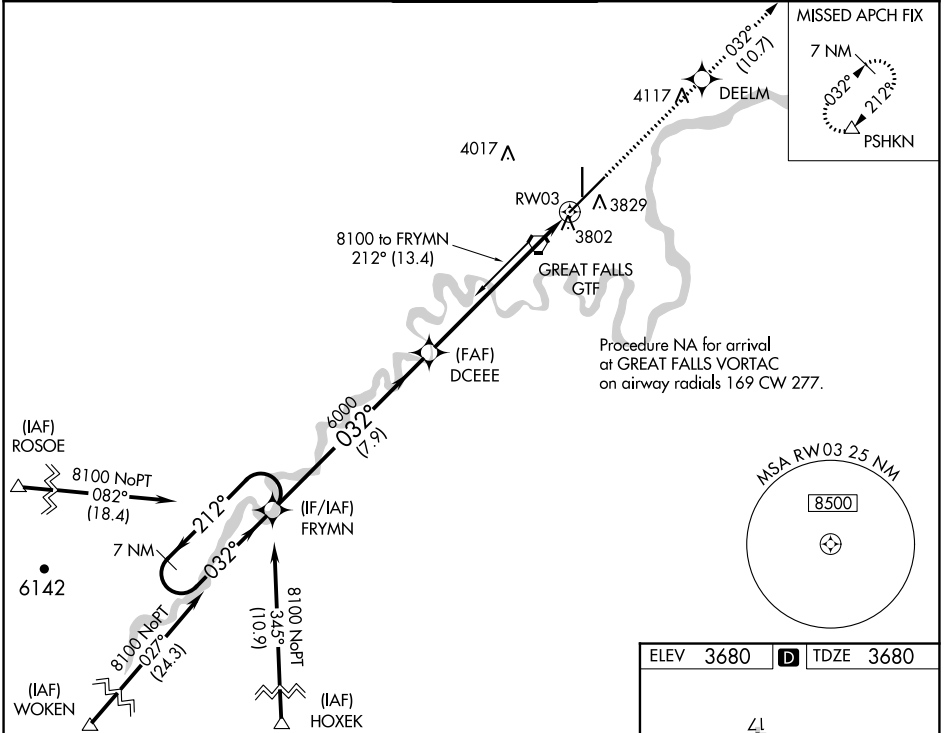 MISSED APCH FIX
7 NM
032°
212°
PSHKN
032°
(10.7)
DEELM
4117
4017
RW03
3829
3802
8100 to FRYMN
212° (13.4)
GREAT FALLS
GTF
(FAF)
DCEEE
Procedure NA for arrival
at GREAT FALLS VORTAC
on airway radials 169 CW 277.
6000
032°
(7.9)
(IAF)
ROSOE
8100 NoPT
082°
(18.4)
212°
(IF/IAF)
FRYMN
7 NM
032°
6142
8100 NoPT
027°
(24.3)
8100 NoPT
345°
(10.9)
(IAF)
WOKEN
(IAF)
HOXEK
MSA RW03 25 NM
8500
ELEV 3680 D TDZE 3680
17